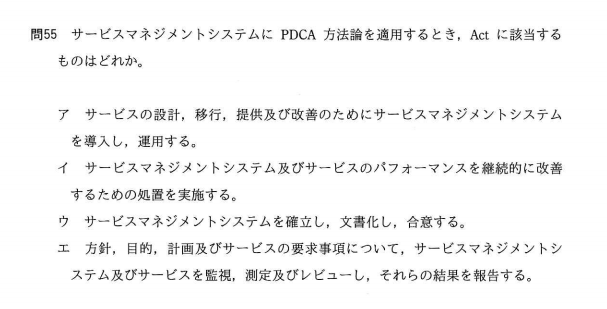 問55 サービスマネジメントシステムに PDCA 方法論を適用するとき，Act に該当する
ものはどれか。
ア サービスの設計，移行，提供及び改善のためにサービスマネジメントシステム
を導入し，運用する。
イ サービスマネジメントシステム及びサービスのパフォーマンスを継続的に改善
するための処置を実施する。
ウ サービスマネジメントシステムを確立し，文書化し，合意する。
エ 方針，目的，計画及びサービスの要求事項について，サービスマネジメントシ
ステム及びサービスを監視，測定及びレビューし，それらの結果を報告する。